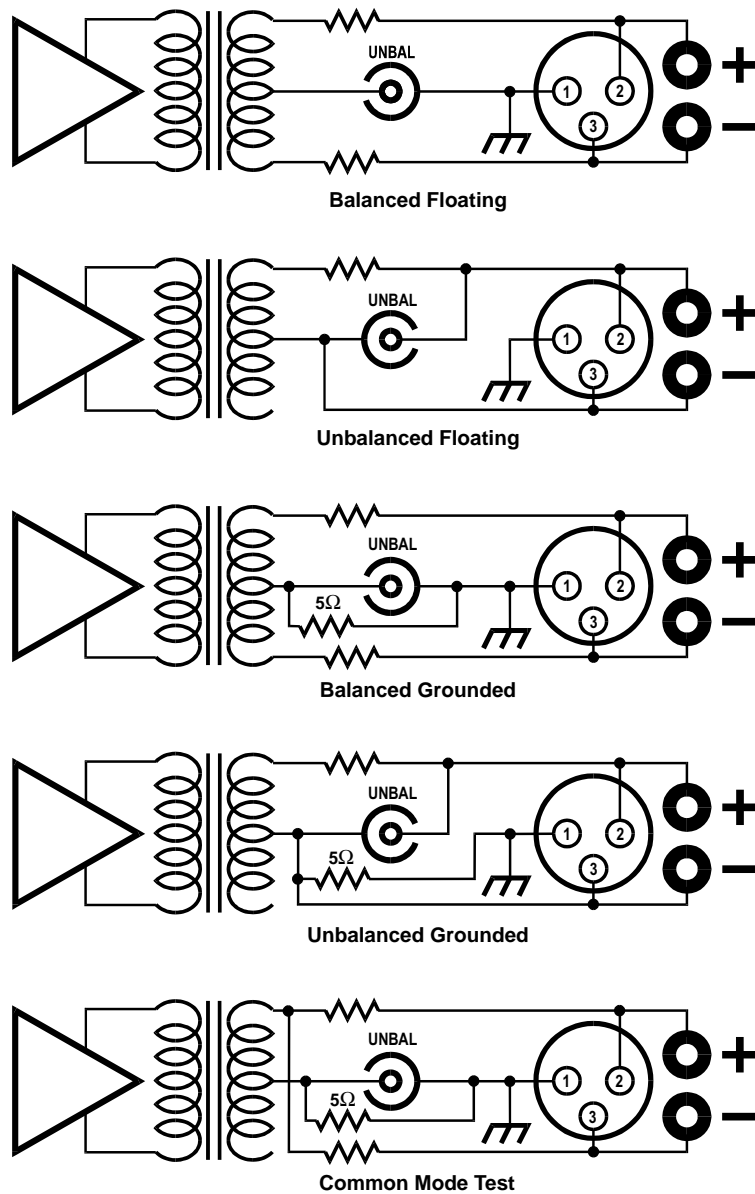 UNBAL
1
2
3
+
−
Balanced Floating
UNBAL
1
2
3
+
−
Unbalanced Floating
UNBAL
5Ω
1
2
3
+
−
Balanced Grounded
UNBAL
5Ω
1
2
3
+
−
Unbalanced Grounded
UNBAL
5Ω
1
2
3
+
−
Common Mode Test